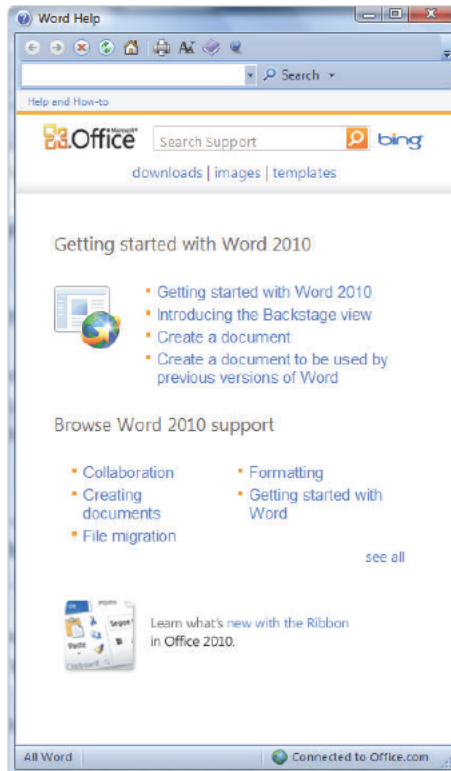 Word Help
Search
Help and How-to
Microsoft®
Office
Search Support
bing
downloads | images | templates
Getting started with Word 2010
Getting started with Word 2010
Introducing the Backstage view
Create a document
Create a document to be used by
previous versions of Word
Browse Word 2010 support
Collaboration
Creating
documents
File migration
Formatting
Getting started with
Word
see all
Learn what's new with the Ribbon
in Office 2010.
Paste
Clipboard
All Word
Connected to Office.com